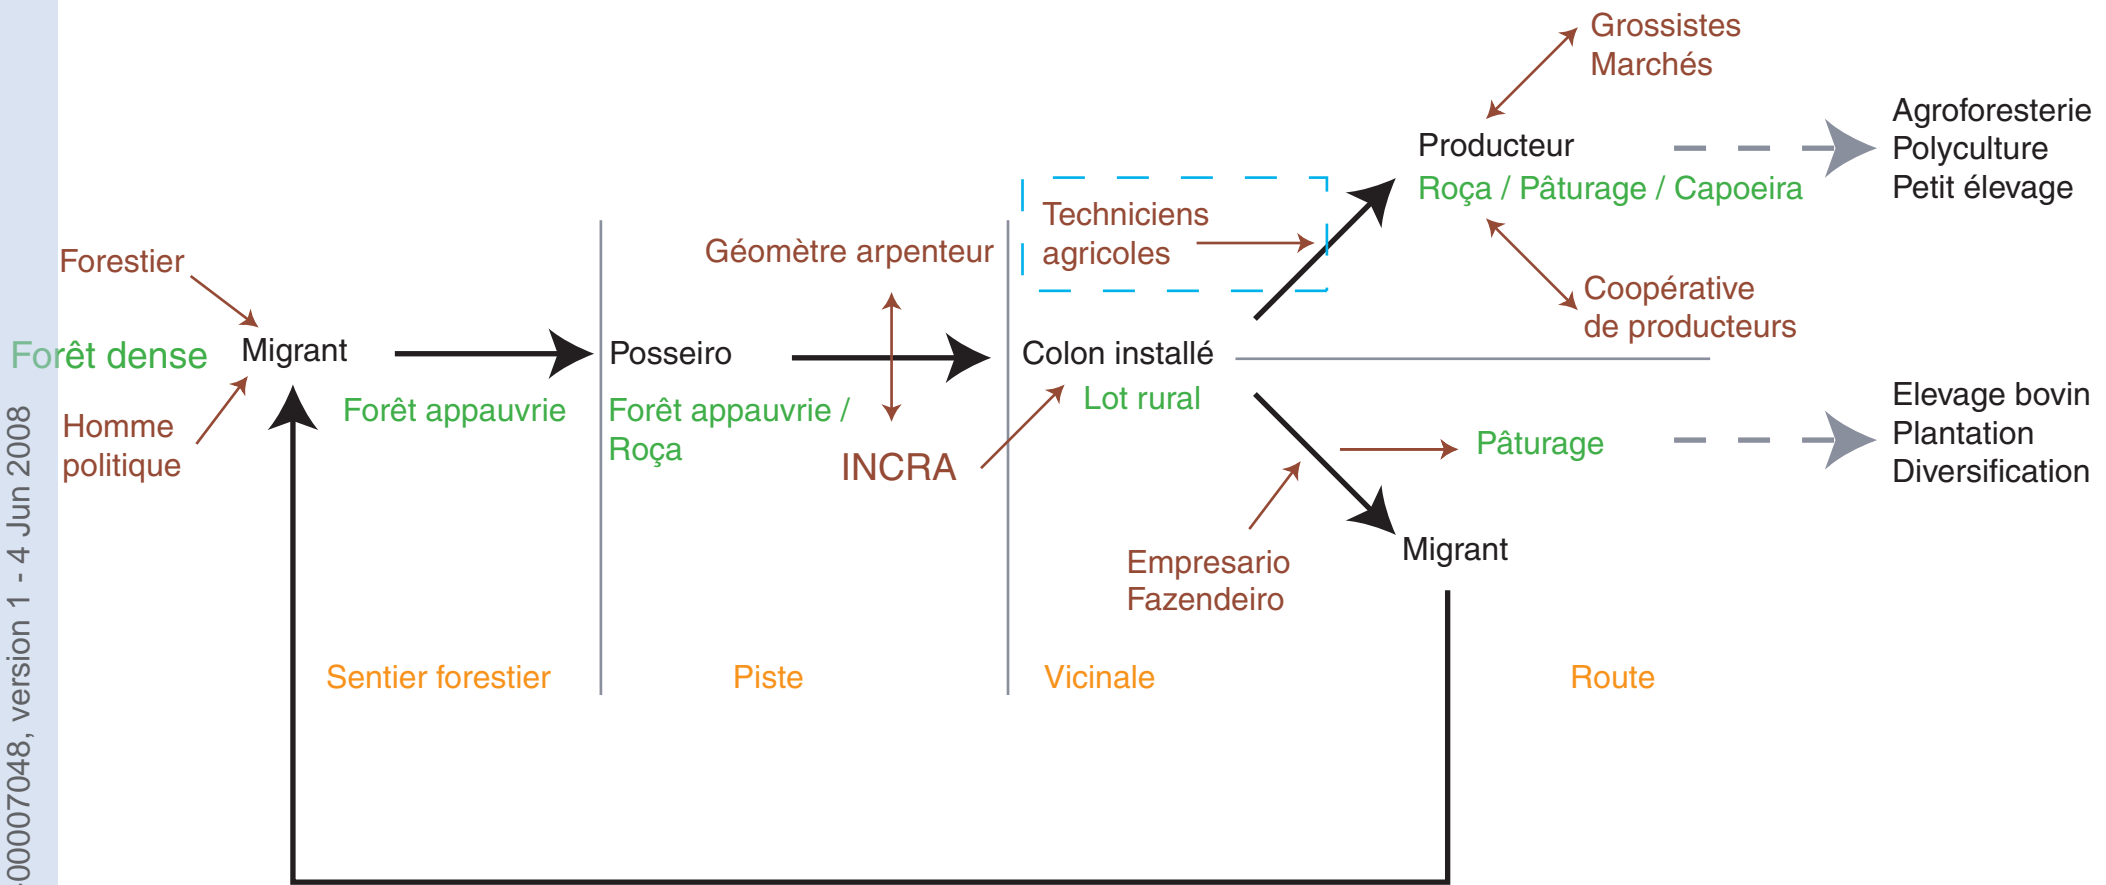 Grossistes
Marchés
Agroforesterie
Polyculture
Petit élevage
Producteur
Roça / Pâturage / Capoeira
Techniciens
agricoles
Géomètre arpenteur
Forestier
Coopérative
de producteurs
Forêt dense
Migrant
Posseiro
Colon installé
Lot rural
Forêt appauvrie
Forêt appauvrie /
Roça
Homme
politique
INCRA
Elevage bovin
Plantation
Diversification
Pâturage
Empresario
Fazendeiro
Migrant
Sentier forestier
Piste
Vicinale
Route
-00007048, version 1 - 4 Jun 2008